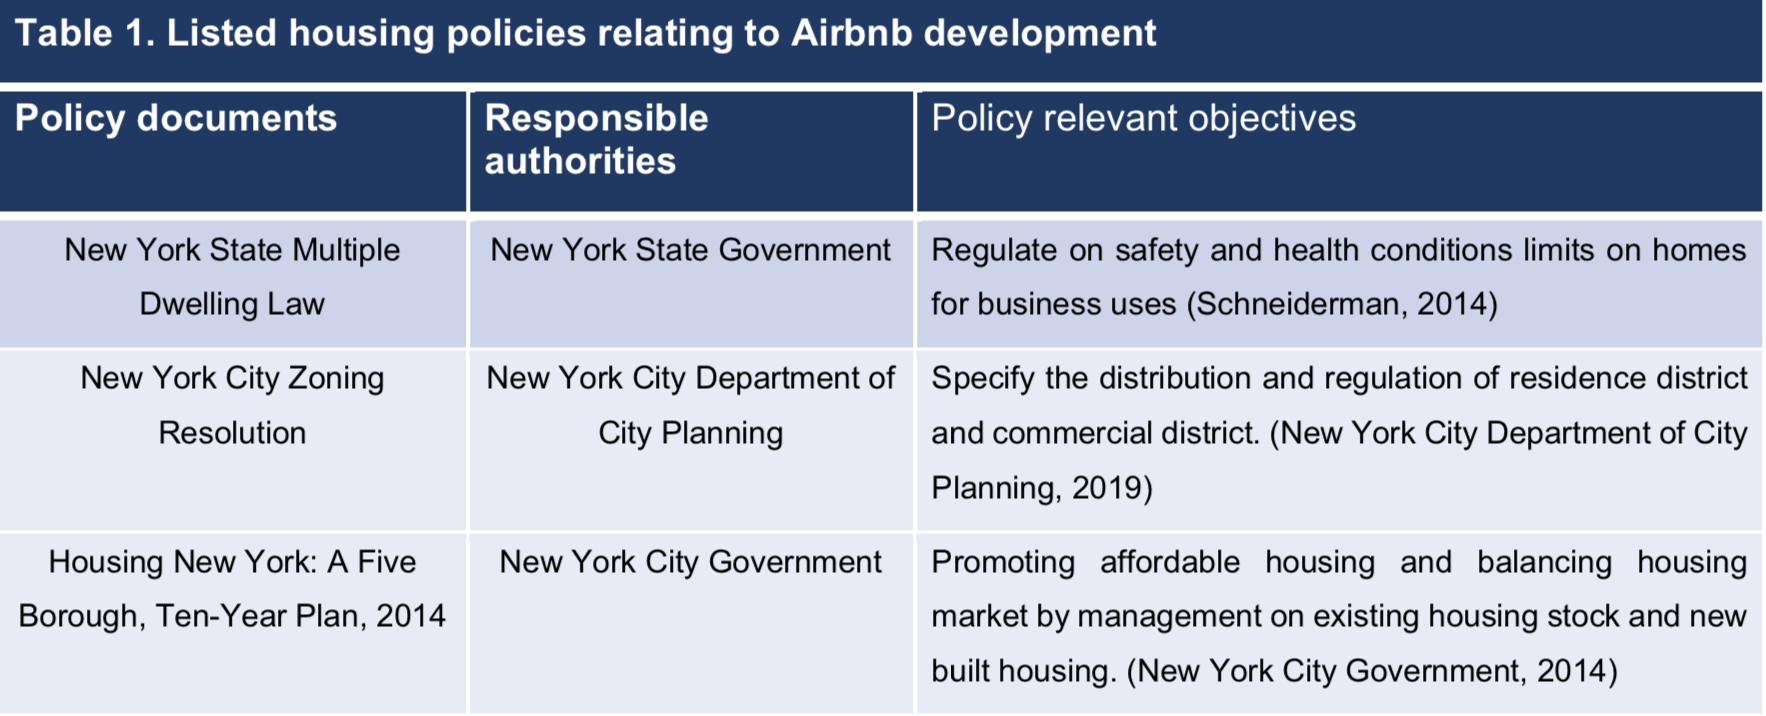 Table 1. Listed housing policies relating to Airbnb development
Policy documents
Responsible
authorities
Policy relevant objectives
New York State Multiple
Dwelling Law
New York State Government
Regulate on safety and health conditions limits on homes
for business uses (Schneiderman, 2014)
New York City Zoning
Resolution
New York City Department of
City Planning
Specify the distribution and regulation of residence district
and commercial district. (New York City Department of City
Planning, 2019)
Housing New York: A Five
Borough, Ten-Year Plan, 2014
New York City Government
Promoting affordable housing and balancing housing
market by management on existing housing stock and new
built housing. (New York City Government, 2014)